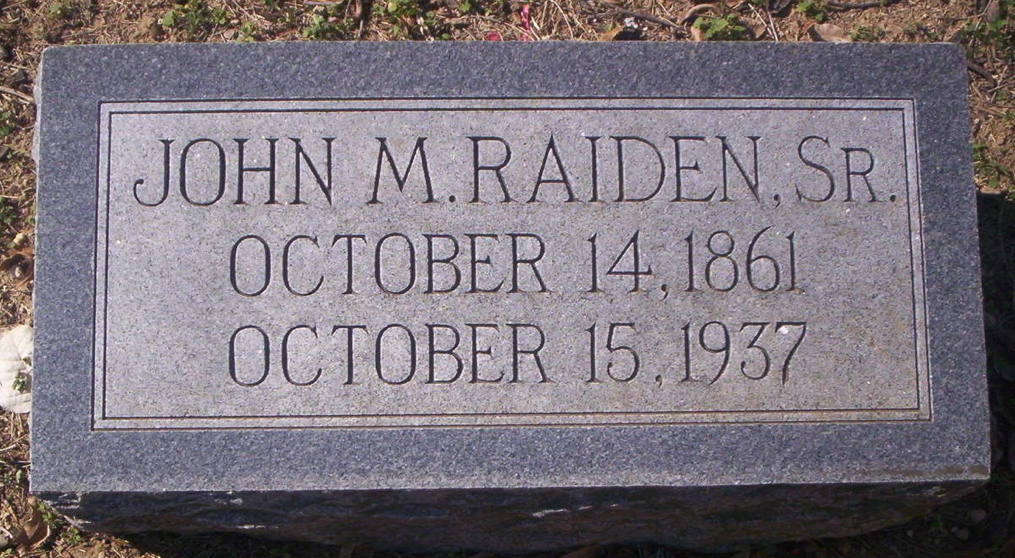 JOHN M. RAIDEN, SR.
OCTOBER 14, 1861
OCTOBER 15, 1937